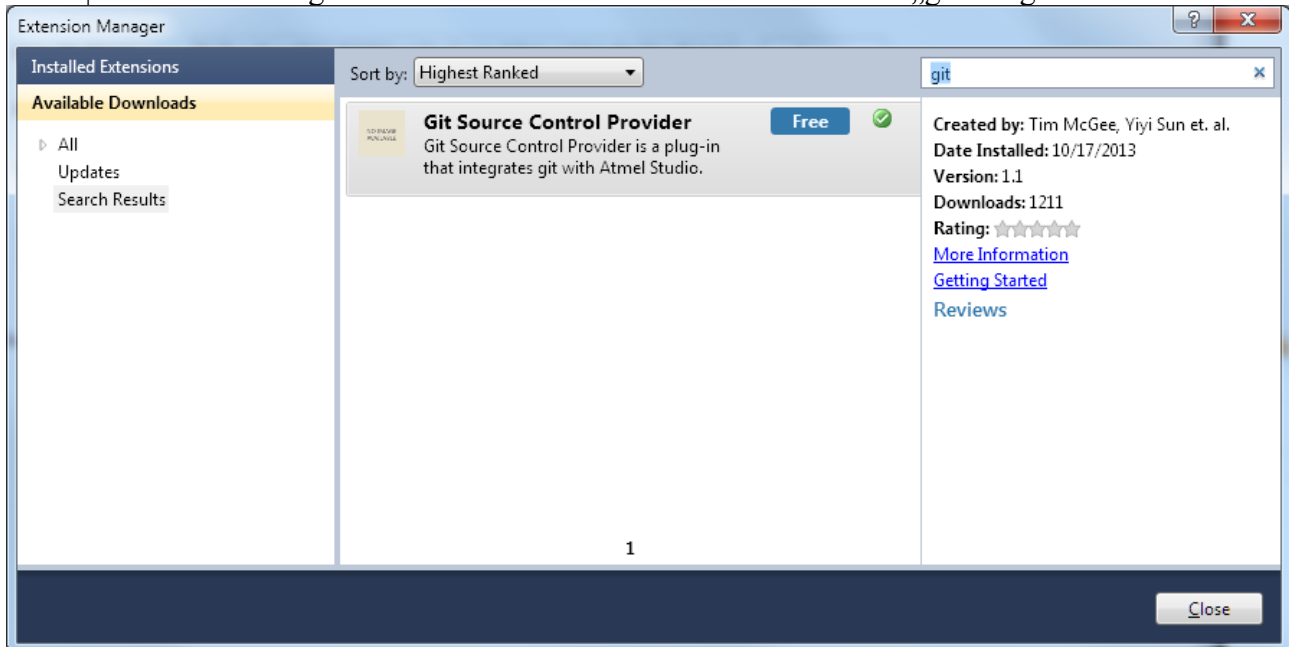 Extension Manager
Installed Extensions
Available Downloads
All
Updates
Search Results
Sort by: Highest Ranked
git
Git Source Control Provider
Free
Git Source Control Provider is a plug-in
that integrates git with Atmel Studio.
1
Created by: Tim McGee, Yiyi Sun et. al.
Date Installed: 10/17/2013
Version: 1.1
Downloads: 1211
Rating:
More Information
Getting Started
Reviews
Close